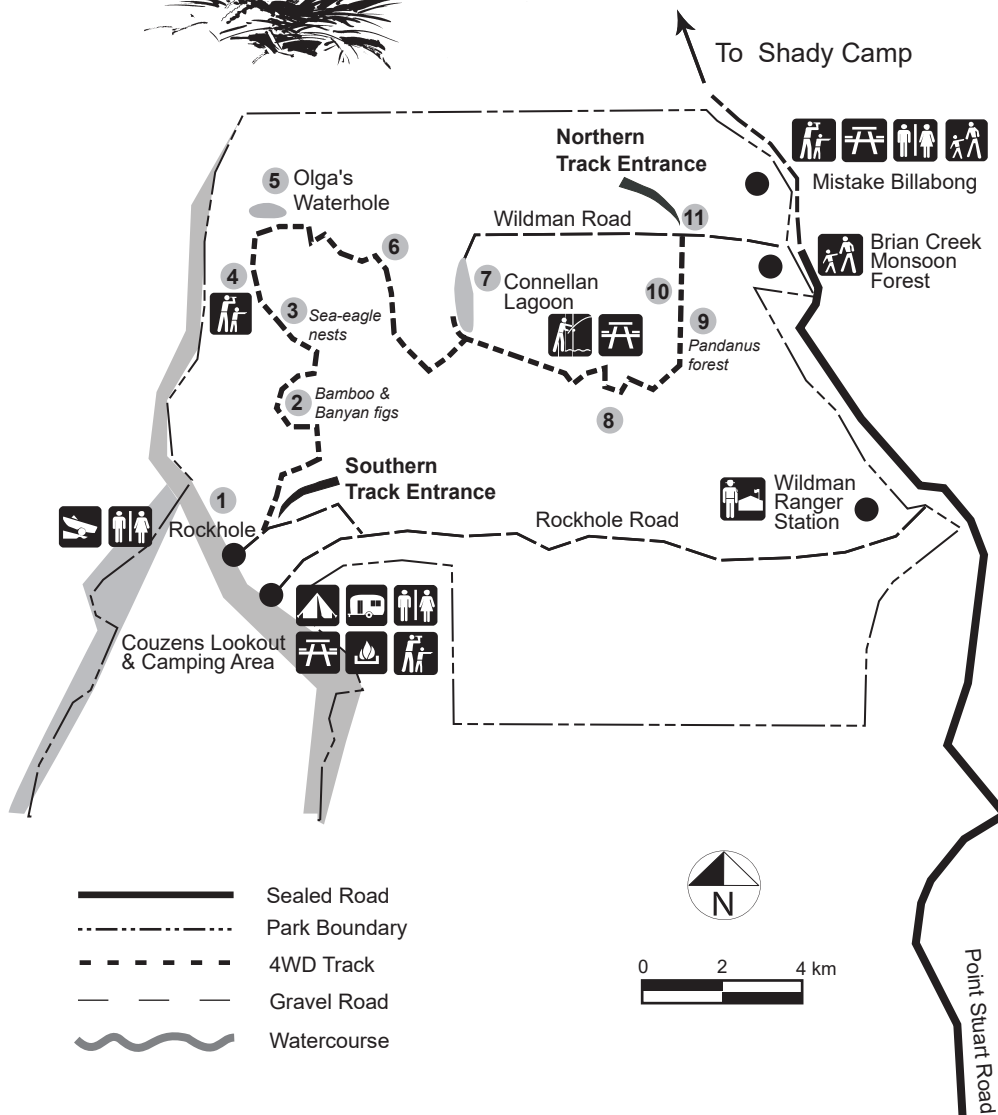 To Shady Camp
Northern
Track Entrance
Mistake Billabong
5
Olga's
Waterhole
Wildman Road
11
Brian Creek
Monsoon
Forest
6
4
7
Connellan
Lagoon
10
3
Sea-eagle
nests
9
Pandanus
forest
2
Bamboo &
Banyan figs
8
Southern
Track Entrance
1
Rockhole
Wildman
Ranger
Station
Rockhole Road
Couzens Lookout
& Camping Area
Sealed Road
Park Boundary
4WD Track
Gravel Road
Watercourse
N
0 2 4 km
Point Stuart Road